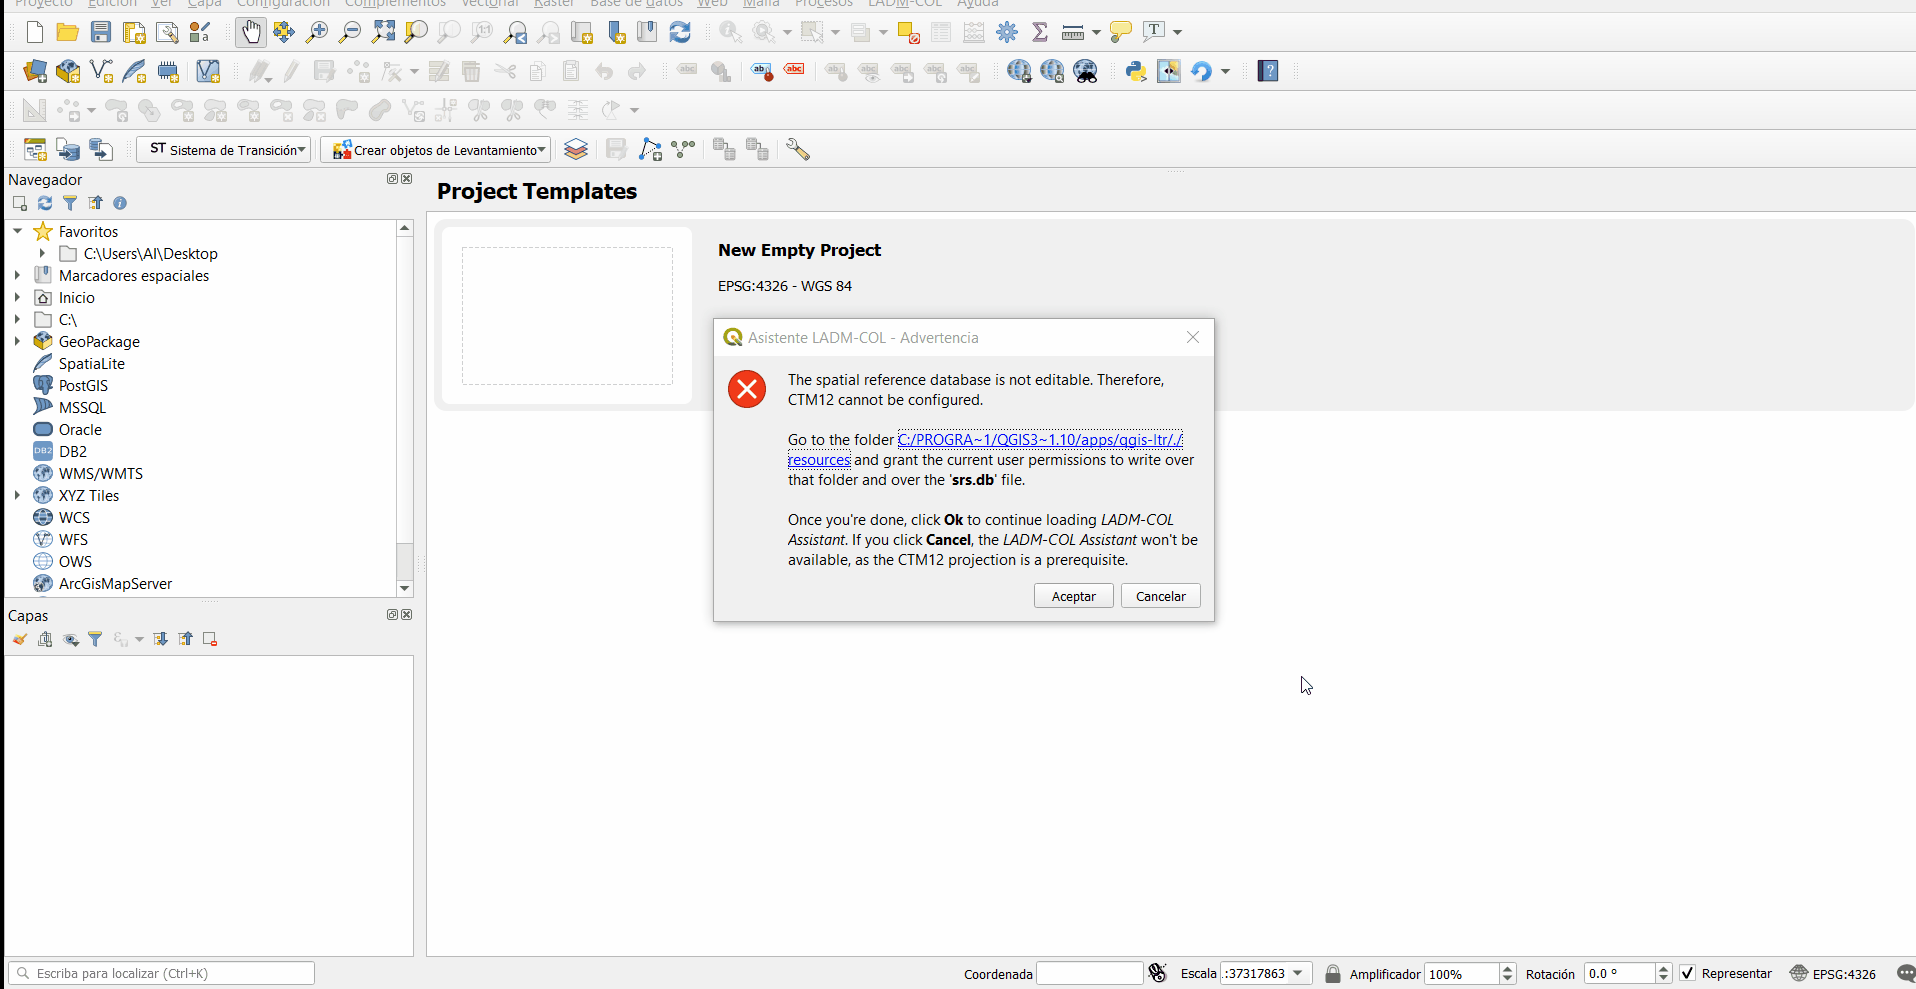 Proyecto Edición Ver Capa Configuración Complementos Vectorial Ráster Base de datos Web Malla Procesos LADM-COL Ayuda
ST Sistema de Transición
Crear objetos de Levantamiento
Navegador
Favoritos
C:\Users\AI\Desktop
Marcadores espaciales
Inicio
C:\
GeoPackage
SpatiaLite
PostGIS
MSSQL
Oracle
DB2
WMS/WMTS
XYZ Tiles
WCS
WFS
OWS
ArcGisMapServer
Capas
Project Templates
New Empty Project
EPSG:4326 - WGS 84
Asistente LADM-COL - Advertencia
The spatial reference database is not editable. Therefore,
CTM12 cannot be configured.
Go to the folder C:/PROGRA~1/QGIS3~1.10/apps/qgis-ltr/./
resources and grant the current user permissions to write over
that folder and over the 'srs.db' file.
Once you're done, click Ok to continue loading LADM-COL
Assistant. If you click Cancel, the LADM-COL Assistant won't be
available, as the CTM12 projection is a prerequisite.
Aceptar
Cancelar
Escriba para localizar (Ctrl+K)
Coordenada
Escala :37317863
Amplificador 100%
Rotación 0.0 °
Representar
EPSG:4326